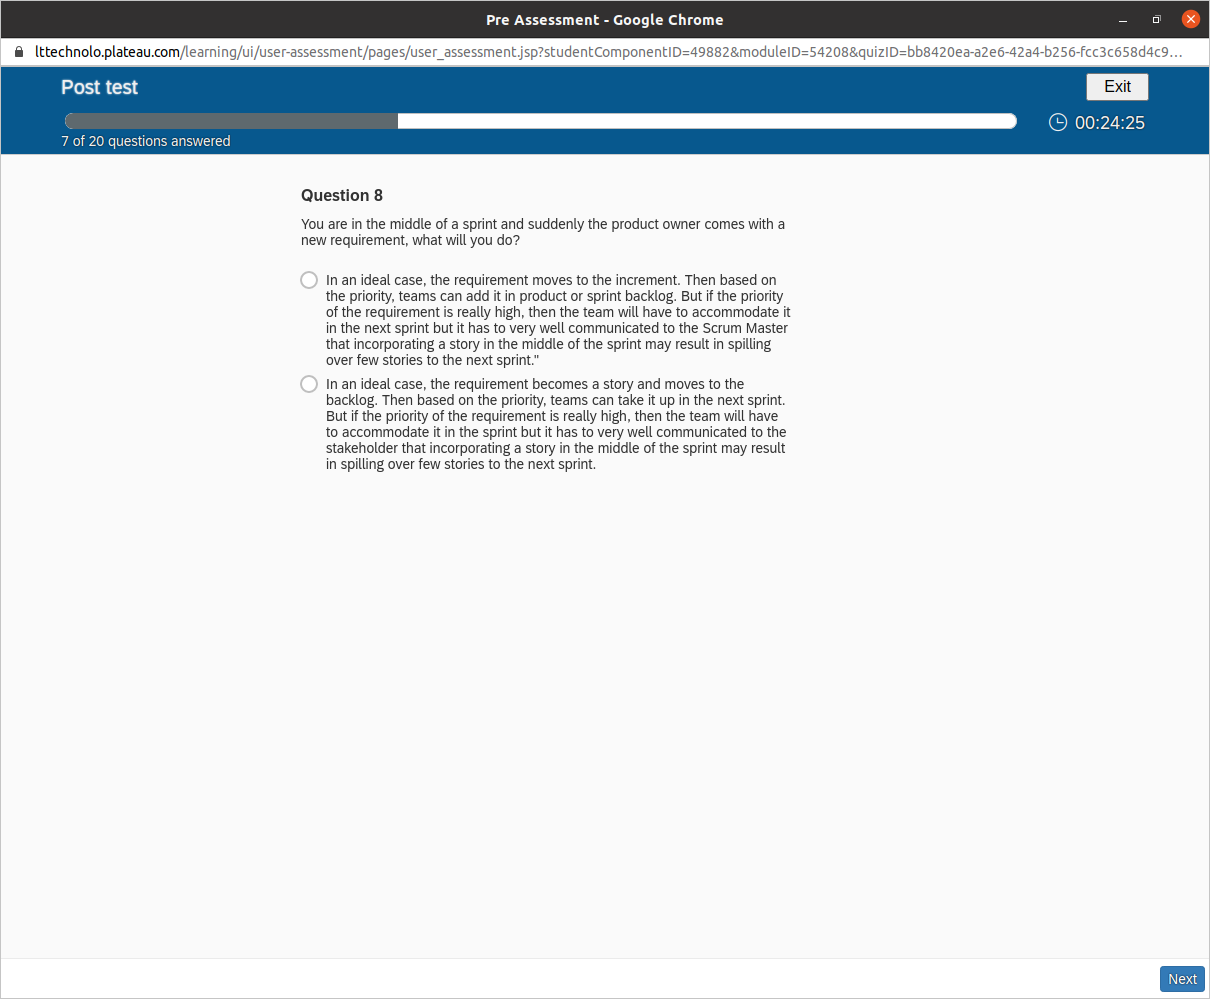 Pre Assessment - Google Chrome
lttechnolo.plateau.com/learning/ui/user-assessment/pages/user_assessment.jsp?studentComponentID=49882&moduleID=54208&quizID=bb8420ea-a2e6-42a4-b256-fcc3c658d4c9...
Post test
Exit
00:24:25
7 of 20 questions answered
Question 8
You are in the middle of a sprint and suddenly the product owner comes with a
new requirement, what will you do?
In an ideal case, the requirement moves to the increment. Then based on
the priority, teams can add it in product or sprint backlog. But if the priority
of the requirement is really high, then the team will have to accommodate it
in the next sprint but it has to very well communicated to the Scrum Master
that incorporating a story in the middle of the sprint may result in spilling
over few stories to the next sprint."
In an ideal case, the requirement becomes a story and moves to the
backlog. Then based on the priority, teams can take it up in the next sprint.
But if the priority of the requirement is really high, then the team will have
to accommodate it in the sprint but it has to very well communicated to the
stakeholder that incorporating a story in the middle of the sprint may result
in spilling over few stories to the next sprint.
Next